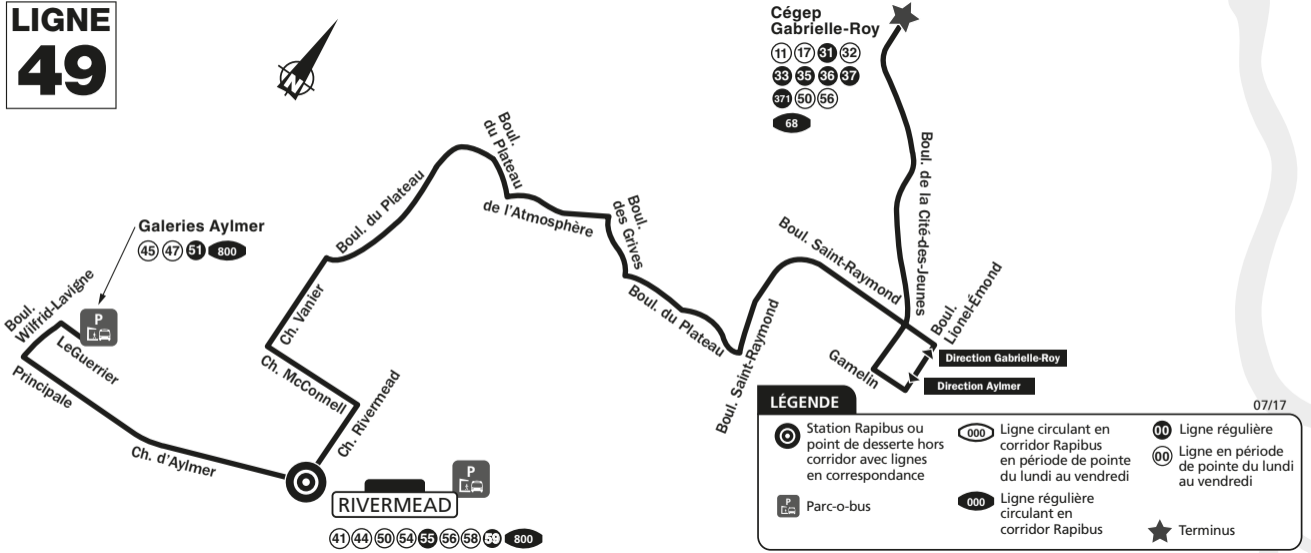 LIGNE
49
N
Cégep
Gabrielle-Roy
11 17 31 32
33 35 36 37
371 50 56
68
Boul. de la Cité-des-Jeunes
Boul.
du Plateau
Boul. du Plateau
de l'Atmosphère
Boul.
des Grives
Boul. du Plateau
Boul. Saint-Raymond
Boul. Saint-Raymond
Boul.
Lionel-Émond
Gamelin
Direction Gabrielle-Roy
Direction Aylmer
Galeries Aylmer
45 47 51 800
P
Boul.
Wilfrid-Lavigne
LeGuerrier
Principale
Ch. d'Aylmer
Ch. Vanier
Ch. McConnell
Ch. Rivermead
P
RIVERMEAD
41 44 50 54 55 56 58 59 800
07/17
LÉGENDE
Station Rapibus ou
point de desserte hors
corridor avec lignes
en correspondance
P
Parc-o-bus
000
Ligne circulant en
corridor Rapibus
en période de pointe
du lundi au vendredi
000
Ligne régulière
circulant en
corridor Rapibus
00 Ligne régulière
00
Ligne en période
de pointe du lundi
au vendredi
Terminus